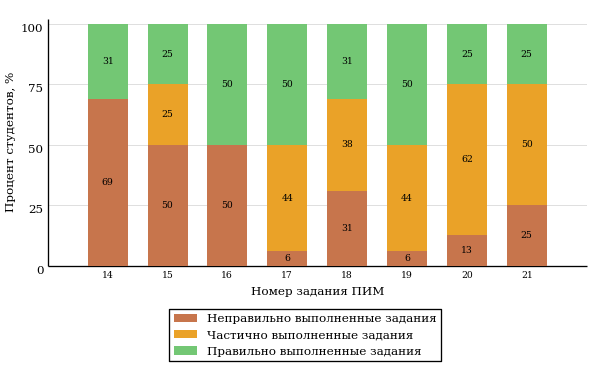 Процент студентов, %
100
75
50
25
0
31 25 50 50 31 50 25 25
69 25 44 38 44 62 50
50 50 6 31 6 13 25
14 15 16 17 18 19 20 21
Номер задания ПИМ
Неправильно выполненные задания
Частично выполненные задания
Правильно выполненные задания